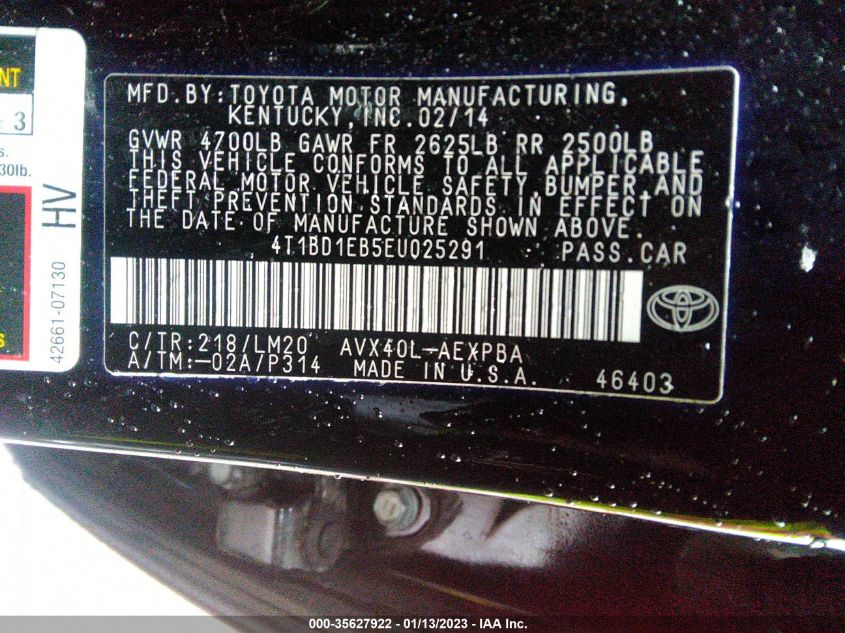 NT
3
s.
30lb.
HV
42661-07130
s
MFD.BY:TOYOTA MOTOR MANUFACTURING,
KENTUCKY,INC.02/14
GVWR 4700LB GAWR FR 2625LB RR 2500LB
THIS VEHICLE CONFORMS TO ALL APPLICABLE
FEDERAL MOTOR VEHICLE SAFETY,BUMPER,AND
THEFT PREVENTION STANDARDS IN EFFECT ON
THE DATE OF MANUFACTURE SHOWN ABOVE.
4T1BD1EB5EU025291 PASS.CAR
C/TR:218/LM20 AVX40L-AEXPBA
A/TM:-02A/P314 MADE IN U.S.A. 46403
000-35627922 — 01/13/2023 - IAA Inc.